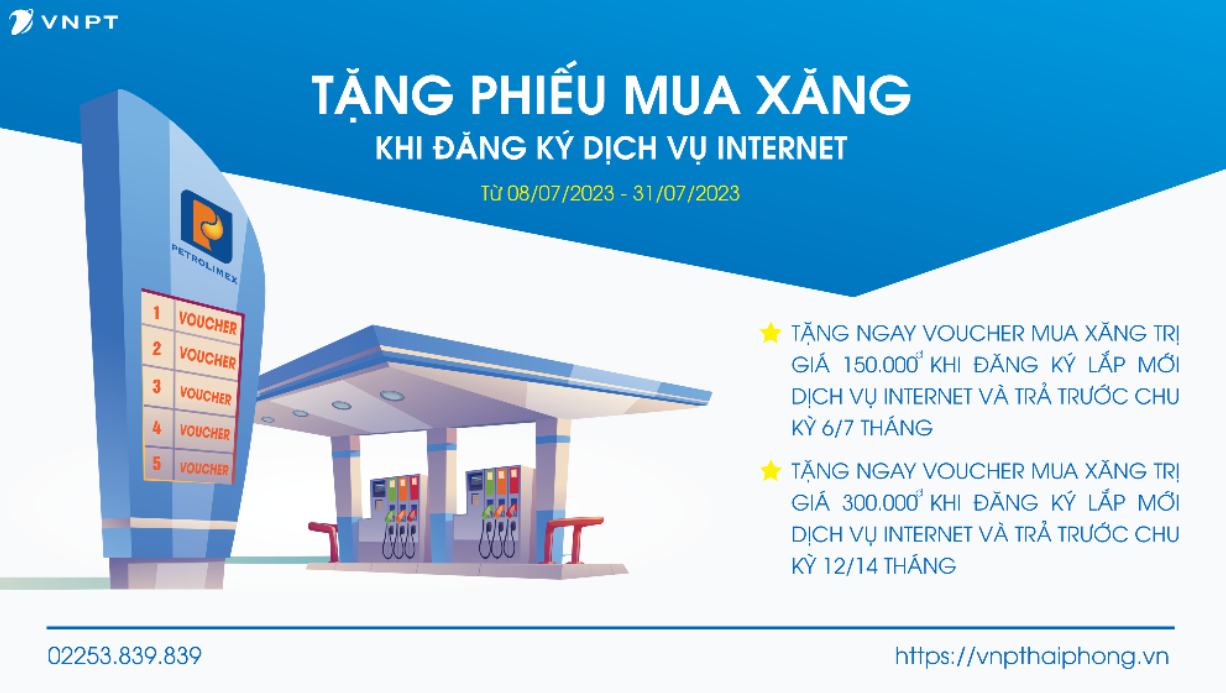 VNPT
TẶNG PHIẾU MUA XĂNG
KHI ĐĂNG KÝ DỊCH VỤ INTERNET
Từ 08/07/2023 - 31/07/2023
PETROLIMEX
1 VOUCHER
2 VOUCHER
3 VOUCHER
4 VOUCHER
5 VOUCHER
TẶNG NGAY VOUCHER MUA XĂNG TRỊ
GIÁ 150.000đ KHI ĐĂNG KÝ LẮP MỚI
DỊCH VỤ INTERNET VÀ TRẢ TRƯỚC CHU
KỲ 6/7 THÁNG
TẶNG NGAY VOUCHER MUA XĂNG TRỊ
GIÁ 300.000đ KHI ĐĂNG KÝ LẮP MỚI
DỊCH VỤ INTERNET VÀ TRẢ TRƯỚC CHU
KỲ 12/14 THÁNG
02253.839.839
https://vnpthaiphong.vn